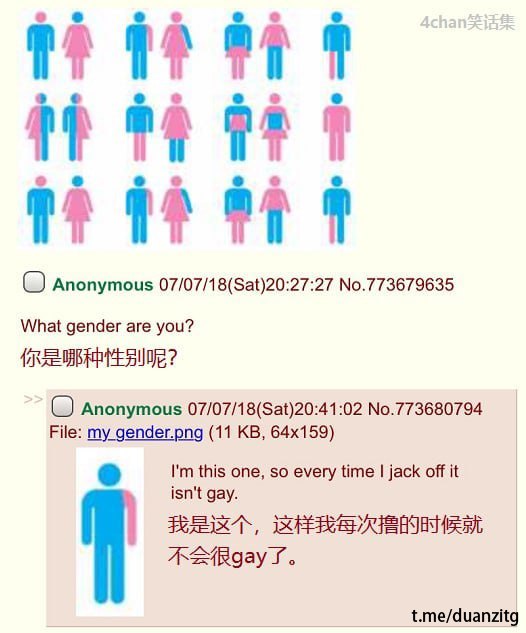 4chan笑话集
Anonymous 07/07/18(Sat)20:27:27 No.773679635
What gender are you?
你是哪种性别呢?
>> Anonymous 07/07/18(Sat)20:41:02 No.773680794
File: my gender.png (11 KB, 64x159)
I'm this one, so every time I jack off it
isn't gay.
我是这个，这样我每次撸的时候就
不会很gay了。
t.me/duanzitg